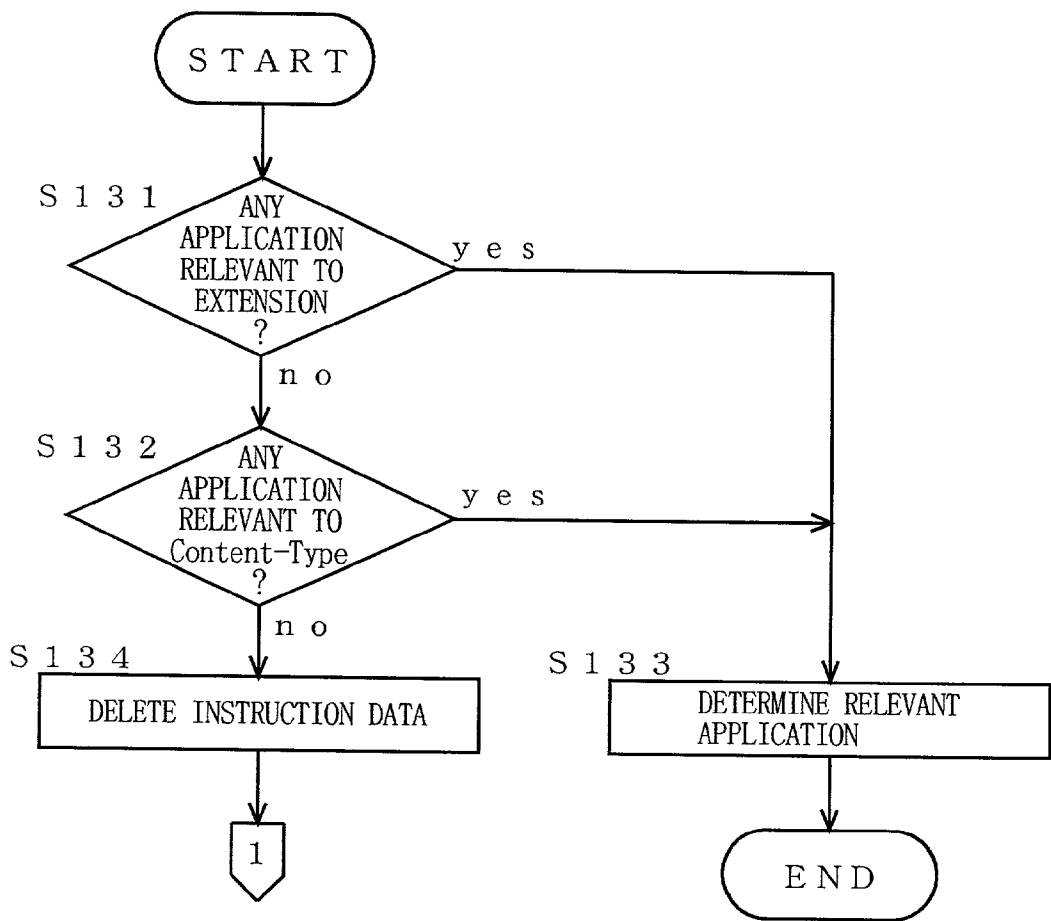 START
S131
ANY
APPLICATION
RELEVANT TO
EXTENSION
?
yes
no
S132
ANY
APPLICATION
RELEVANT TO
Content-Type
?
yes
no
S134
DELETE INSTRUCTION DATA
S133
DETERMINE RELEVANT
APPLICATION
1
END